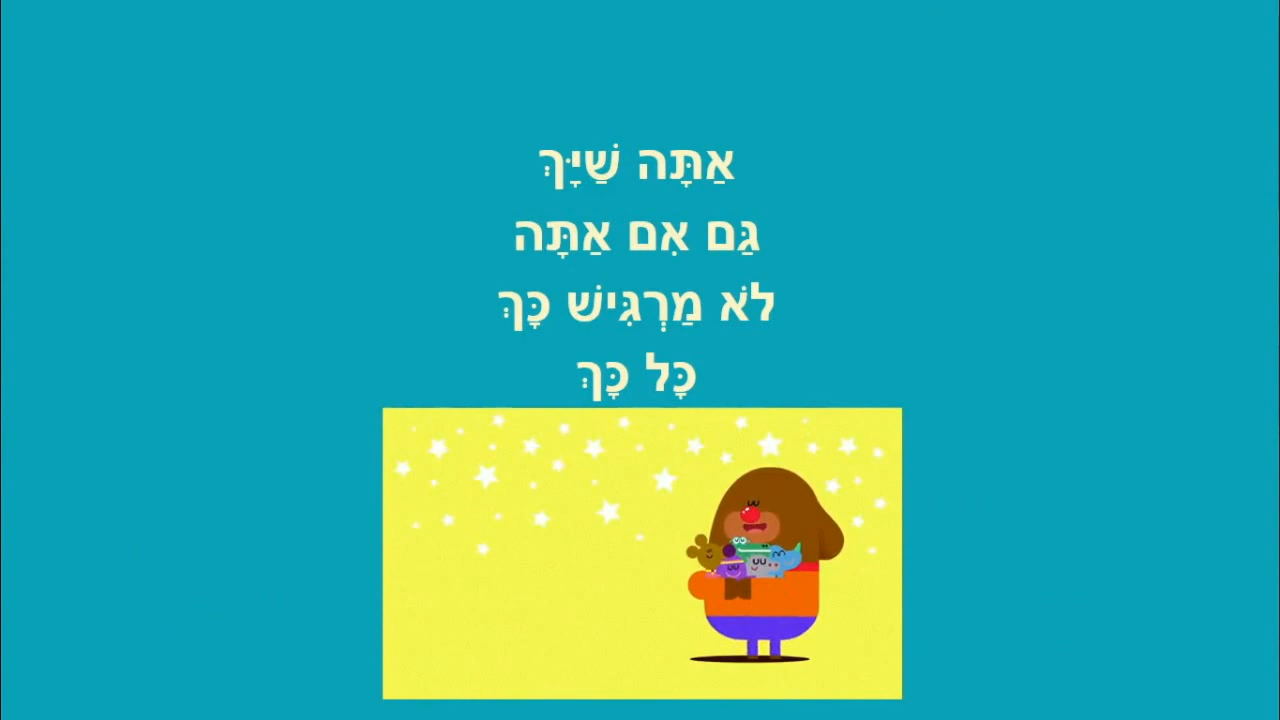 אַתָּה שַׁיָּךְ
גַּם אִם אַתָּה
לֹא מַרְגִּישׁ כָּךְ
כָּל כָּךְ